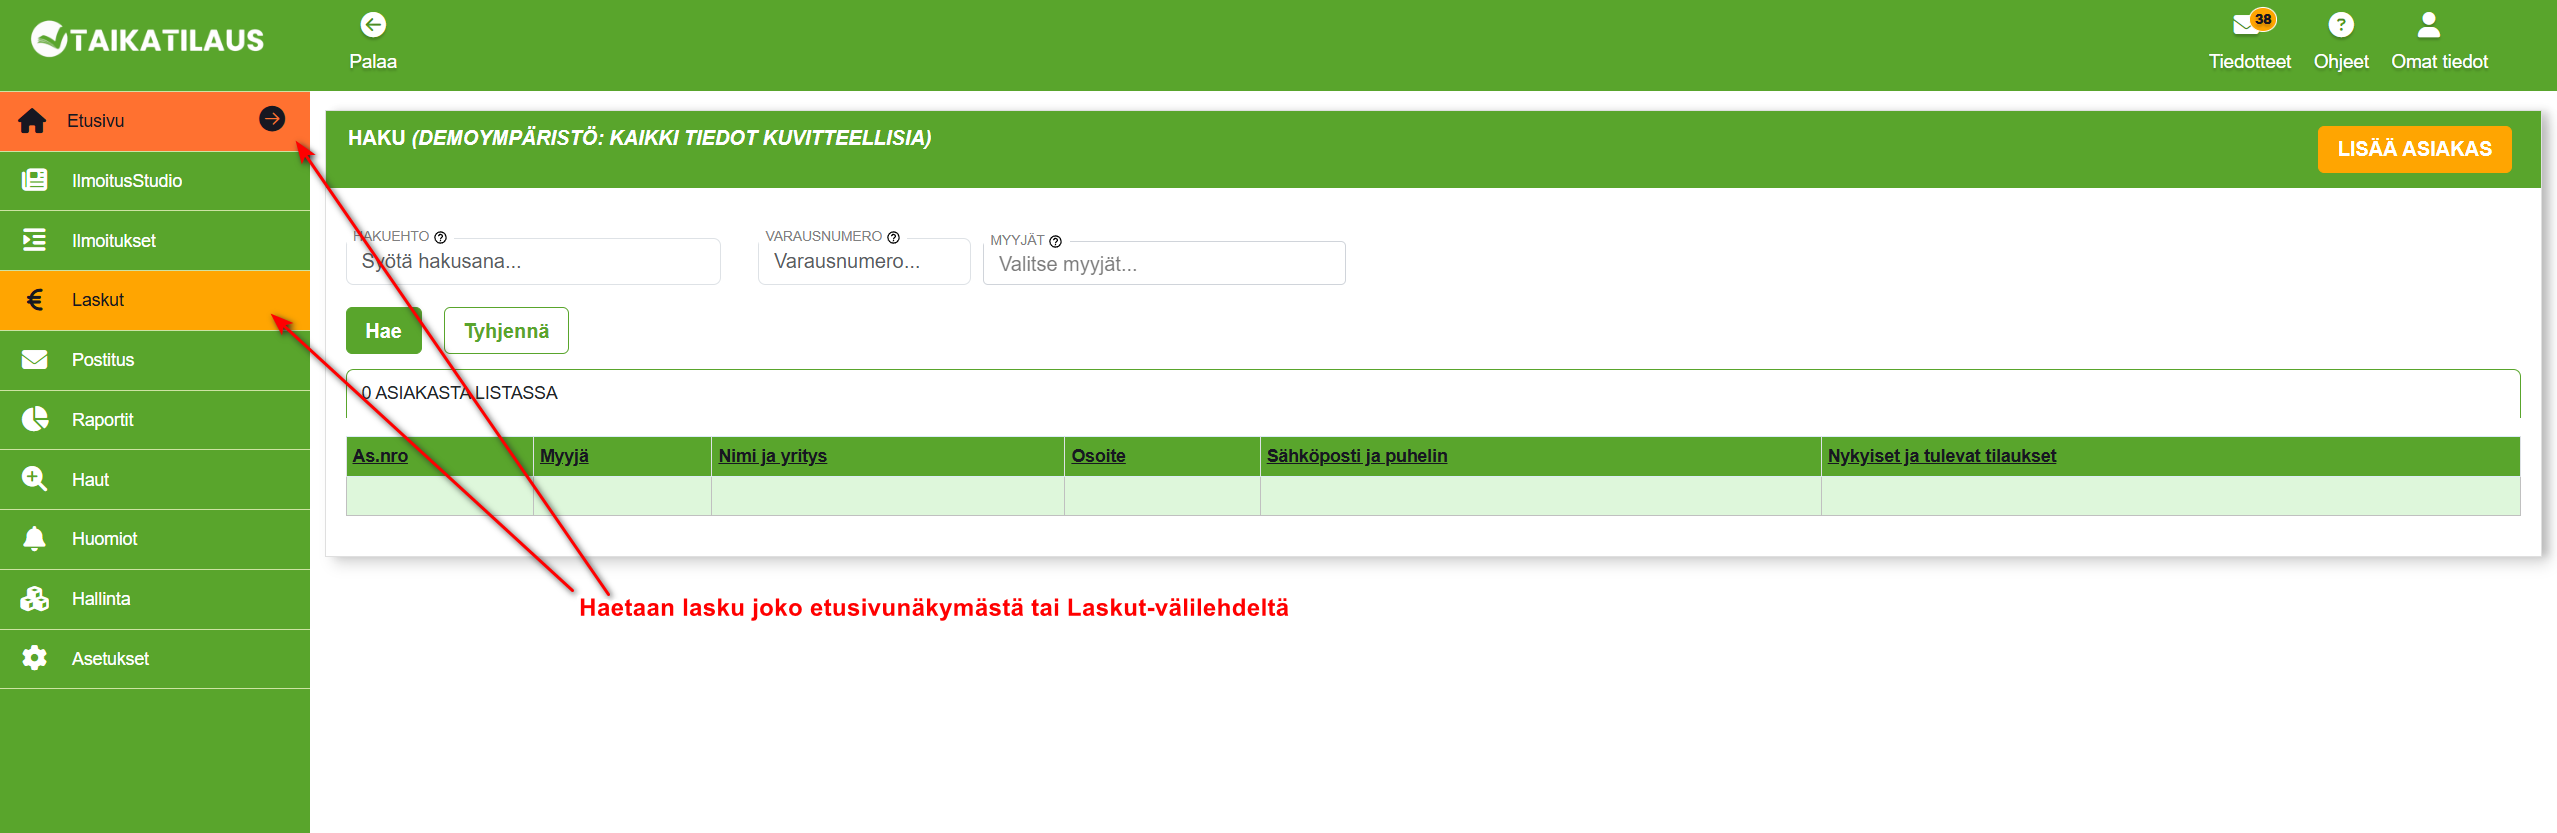 TAIKATILAUS
Palaa
38
Tiedotteet
Ohjeet
Omat tiedot
Etusivu
IlmoitusStudio
Ilmoitukset
Laskut
Postitus
Raportit
Haut
Huomiot
Hallinta
Asetukset
HAKU (DEMOYMPÄRISTÖ: KAIKKI TIEDOT KUVITTEELLISIA)
LISÄÄ ASIAKAS
HAKUEHTO
Syötä hakusana...
VARAUSNUMERO
Varausnumero...
MYYJÄT
Valitse myyjät...
Hae
Tyhjennä
0 ASIAKASTA LISTASSA
As.nro
Myyjä
Nimi ja yritys
Osoite
Sähköposti ja puhelin
Nykyiset ja tulevat tilaukset
Haetaan lasku joko etusivunäkymästä tai Laskut-välilehdeltä